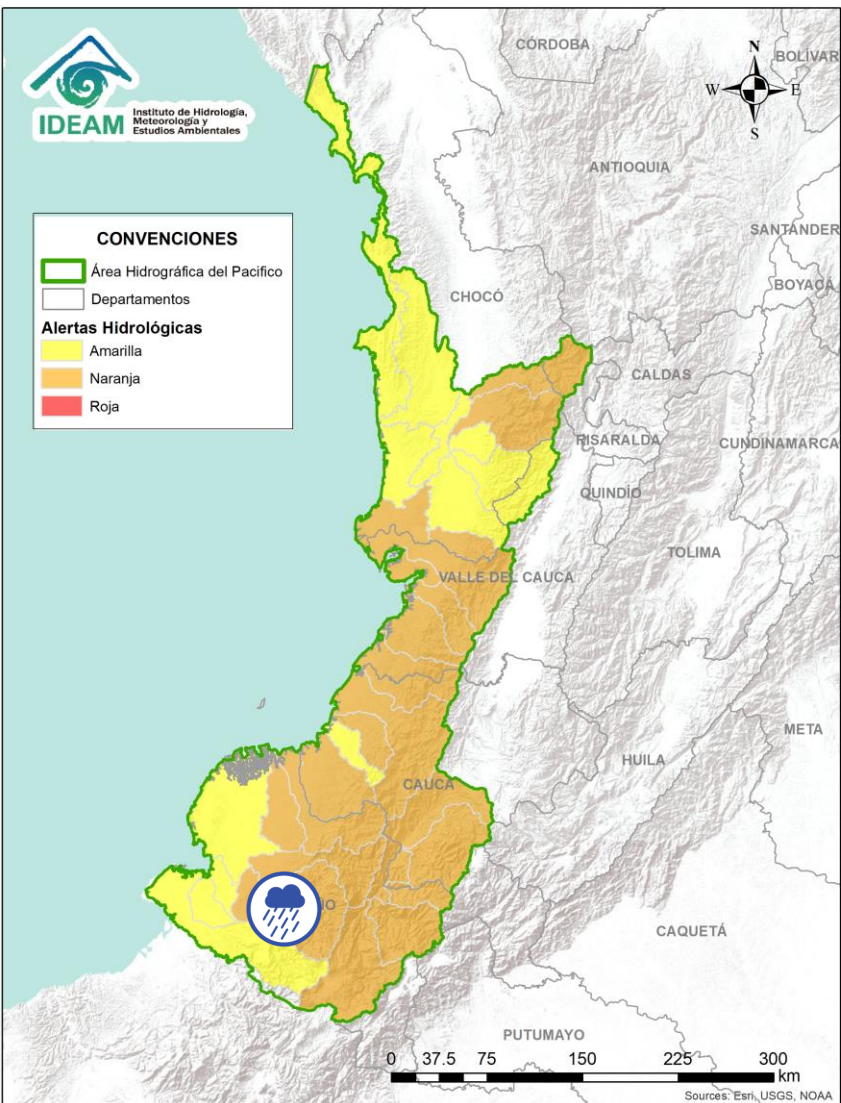 IDEAM
Instituto de Hidrología,
Meteorología y
Estudios Ambientales
CÓRDOBA
BOLÍVAR
N
W
E
S
ANTIOQUIA
SANTANDER
BOYACÁ
CONVENCIONES
Área Hidrográfica del Pacifico
Departamentos
Alertas Hidrológicas
Amarilla
Naranja
Roja
CHOCÓ
CALDAS
RISARALDA
CUNDINAMARCA
QUINDÍO
TOLIMA
VALLE DEL CAUCA
META
HUILA
CAUCA
CAQUETÁ
PUTUMAYO
0 37.5 75 150 225 300
km
Sources: Esri, USGS, NOAA